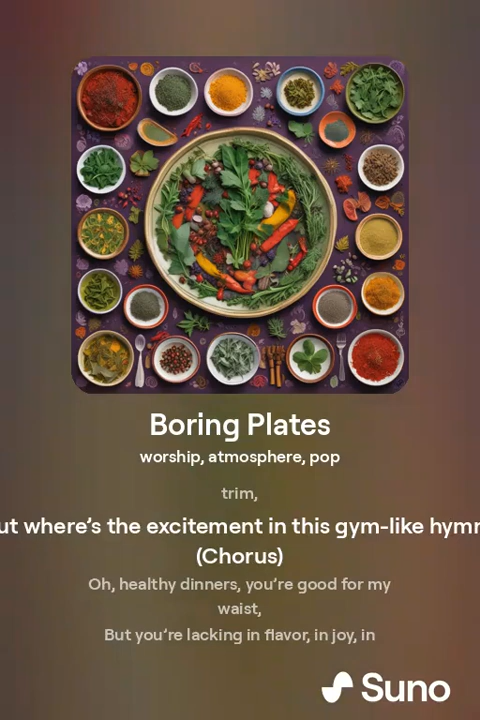 Boring Plates
worship, atmosphere, pop
trim,
ut where's the excitement in this gym-like hymn
(Chorus)
Oh, healthy dinners, you're good for my
waist,
But you're lacking in flavor, in joy, in
Suno